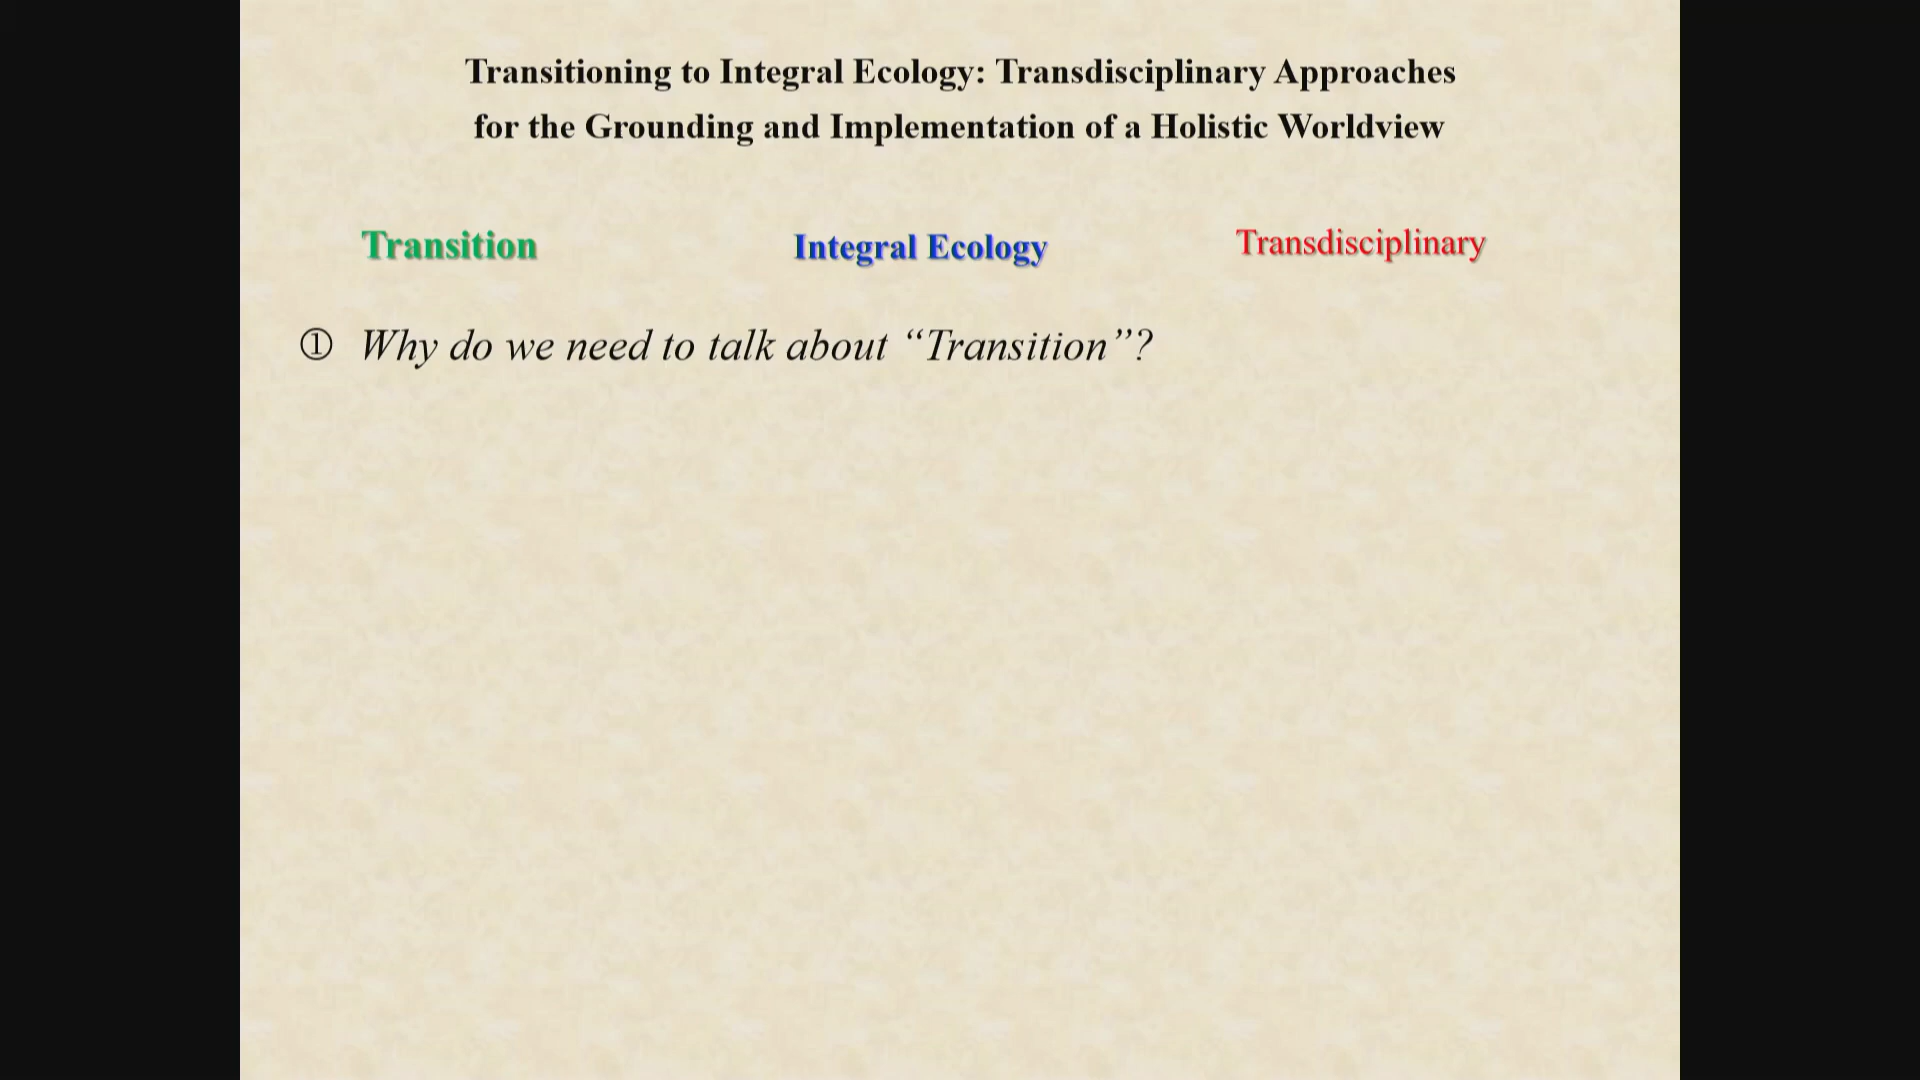 Transitioning to Integral Ecology: Transdisciplinary Approaches
for the Grounding and Implementation of a Holistic Worldview
Transition Integral Ecology Transdisciplinary
① Why do we need to talk about “Transition”?